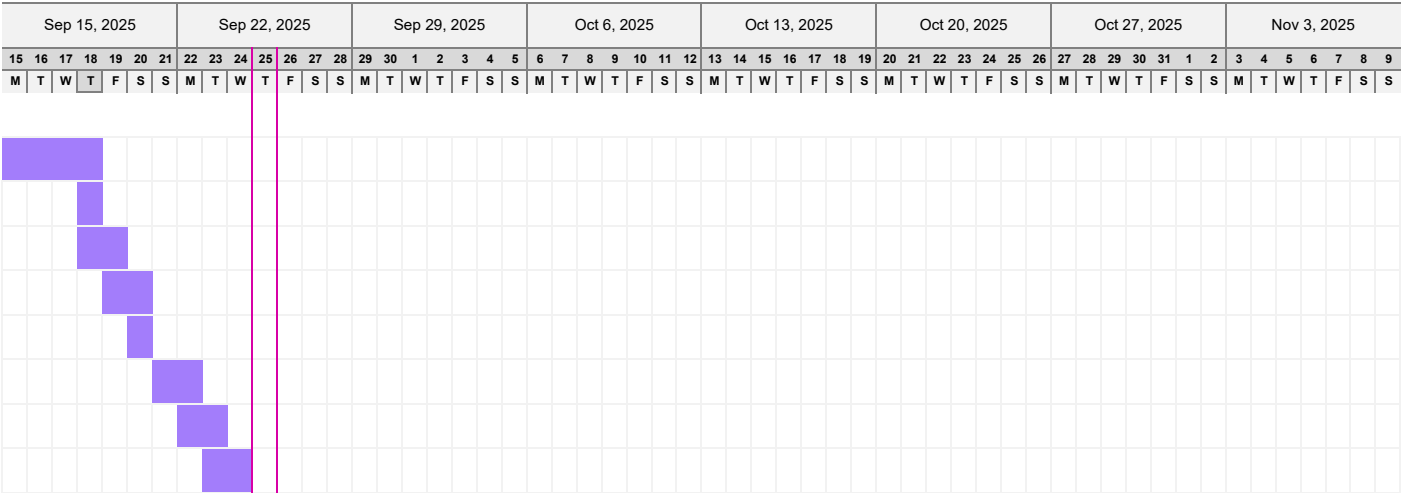 Sep 15, 2025 Sep 22, 2025 Sep 29, 2025 Oct 6, 2025 Oct 13, 2025 Oct 20, 2025 Oct 27, 2025 Nov 3, 2025
15 16 17 18 19 20 21 22 23 24 25 26 27 28 29 30 1 2 3 4 5 6 7 8 9 10 11 12 13 14 15 16 17 18 19 20 21 22 23 24 25 26 27 28 29 30 31 1 2 3 4 5 6 7 8 9
M T W T F S S M T W T F S S M T W T F S S M T W T F S S M T W T F S S M T W T F S S M T W T F S S M T W T F S S